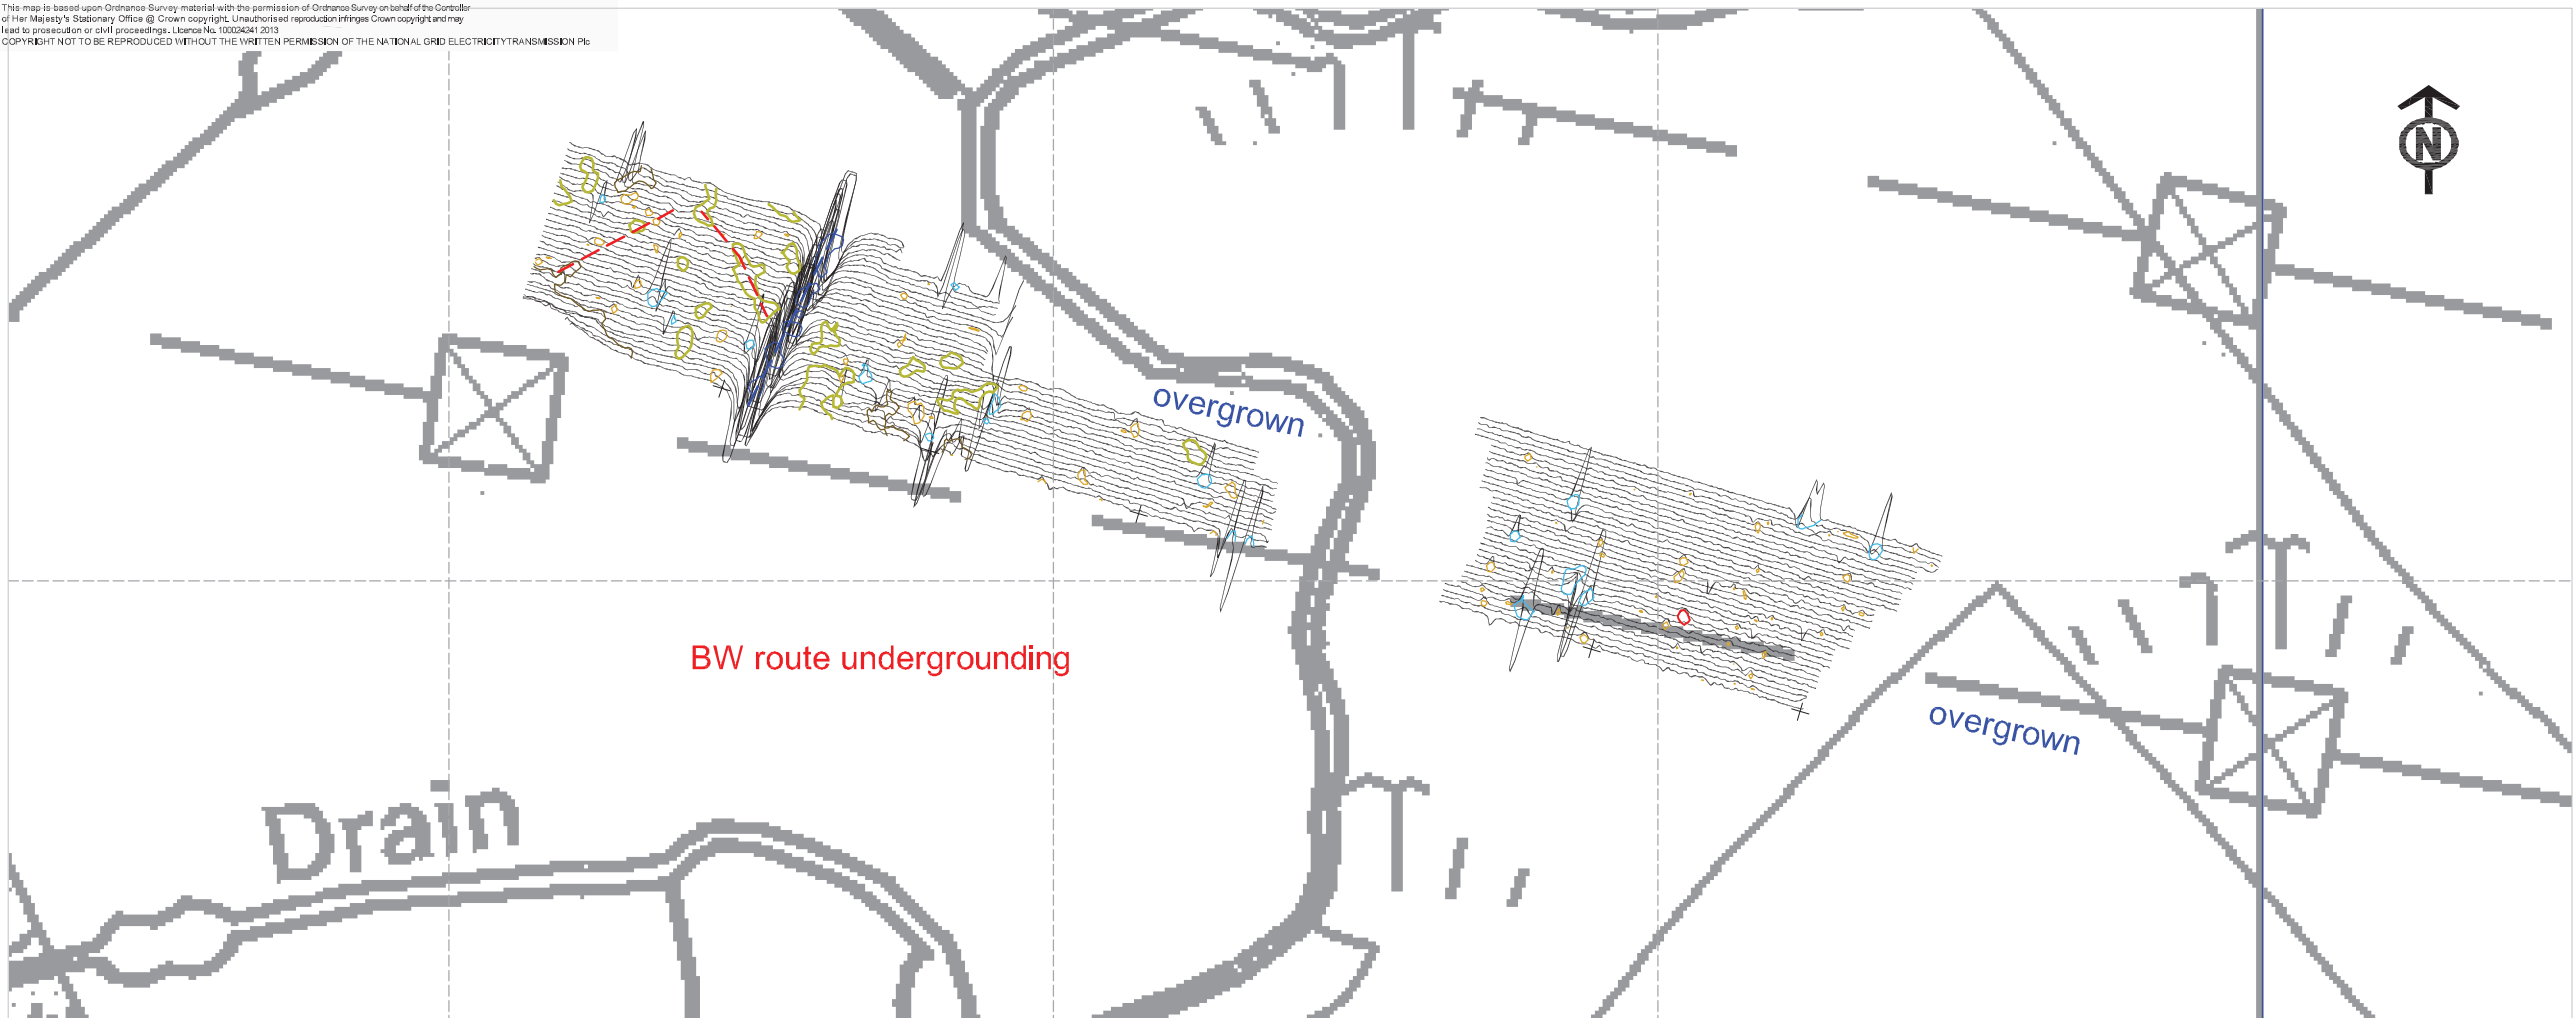 This map is based upon Ordnance Survey material with the permission of Ordnance Survey on behalf of the Controller
of Her Majesty's Stationary Office @ Crown copyright. Unauthorised reproduction infringes Crown copyright and may
lead to prosecution or civil proceedings. Licence No. 100024241 2013
COPYRIGHT NOT TO BE REPRODUCED WITHOUT THE WRITTEN PERMISSION OF THE NATIONAL GRID ELECTRICITY TRANSMISSION Plc
N
overgrown
BW route undergrounding
overgrown
Drain